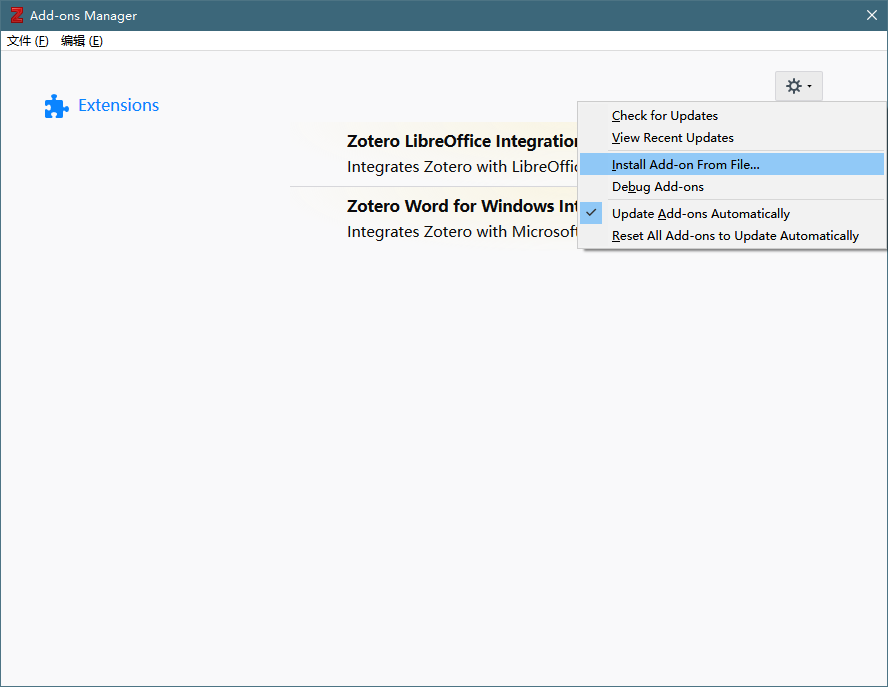 Add-ons Manager
文件 (F) 编辑 (E)
Extensions
Check for Updates
View Recent Updates
Install Add-on From File...
Debug Add-ons
Update Add-ons Automatically
Reset All Add-ons to Update Automatically
Zotero LibreOffice Integration
Integrates Zotero with LibreOffic
Zotero Word for Windows Int
Integrates Zotero with Microsoft